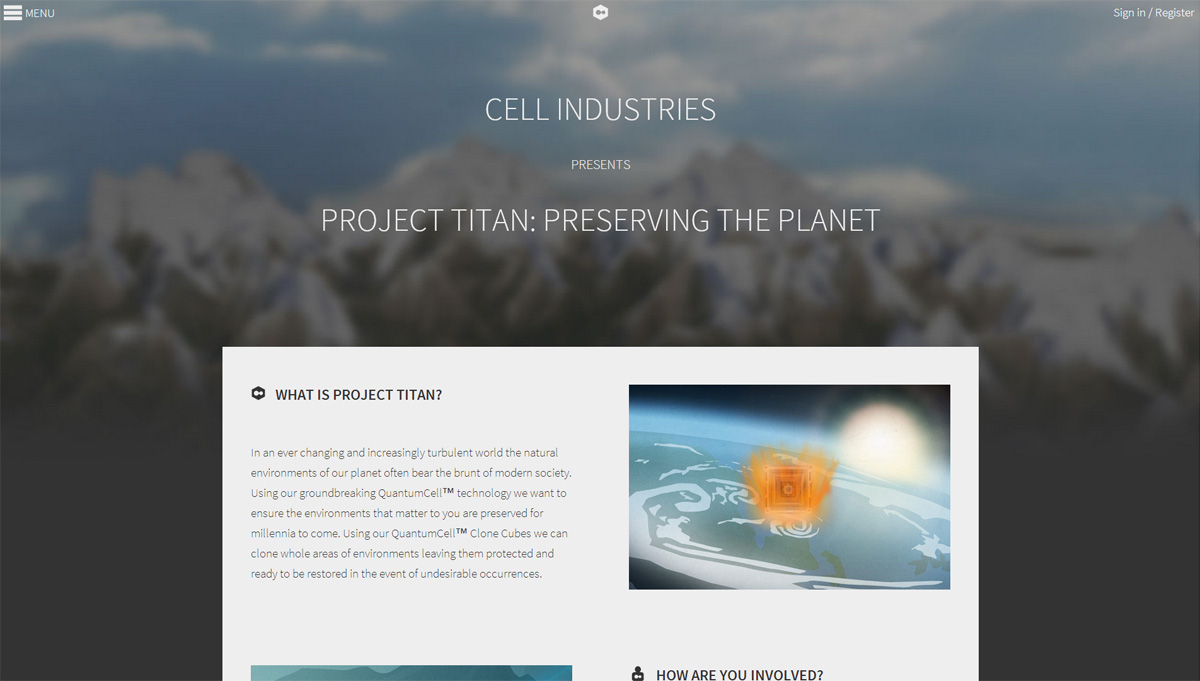 MENU
Sign in / Register
CELL INDUSTRIES
PRESENTS
PROJECT TITAN: PRESERVING THE PLANET
WHAT IS PROJECT TITAN?
In an ever changing and increasingly turbulent world the natural
environments of our planet often bear the brunt of modern society.
Using our groundbreaking QuantumCell™ technology we want to
ensure the environments that matter to you are preserved for
millennia to come. Using our QuantumCell™ Clone Cubes we can
clone whole areas of environments leaving them protected and
ready to be restored in the event of undesirable occurrences.
HOW ARE YOU INVOLVED?